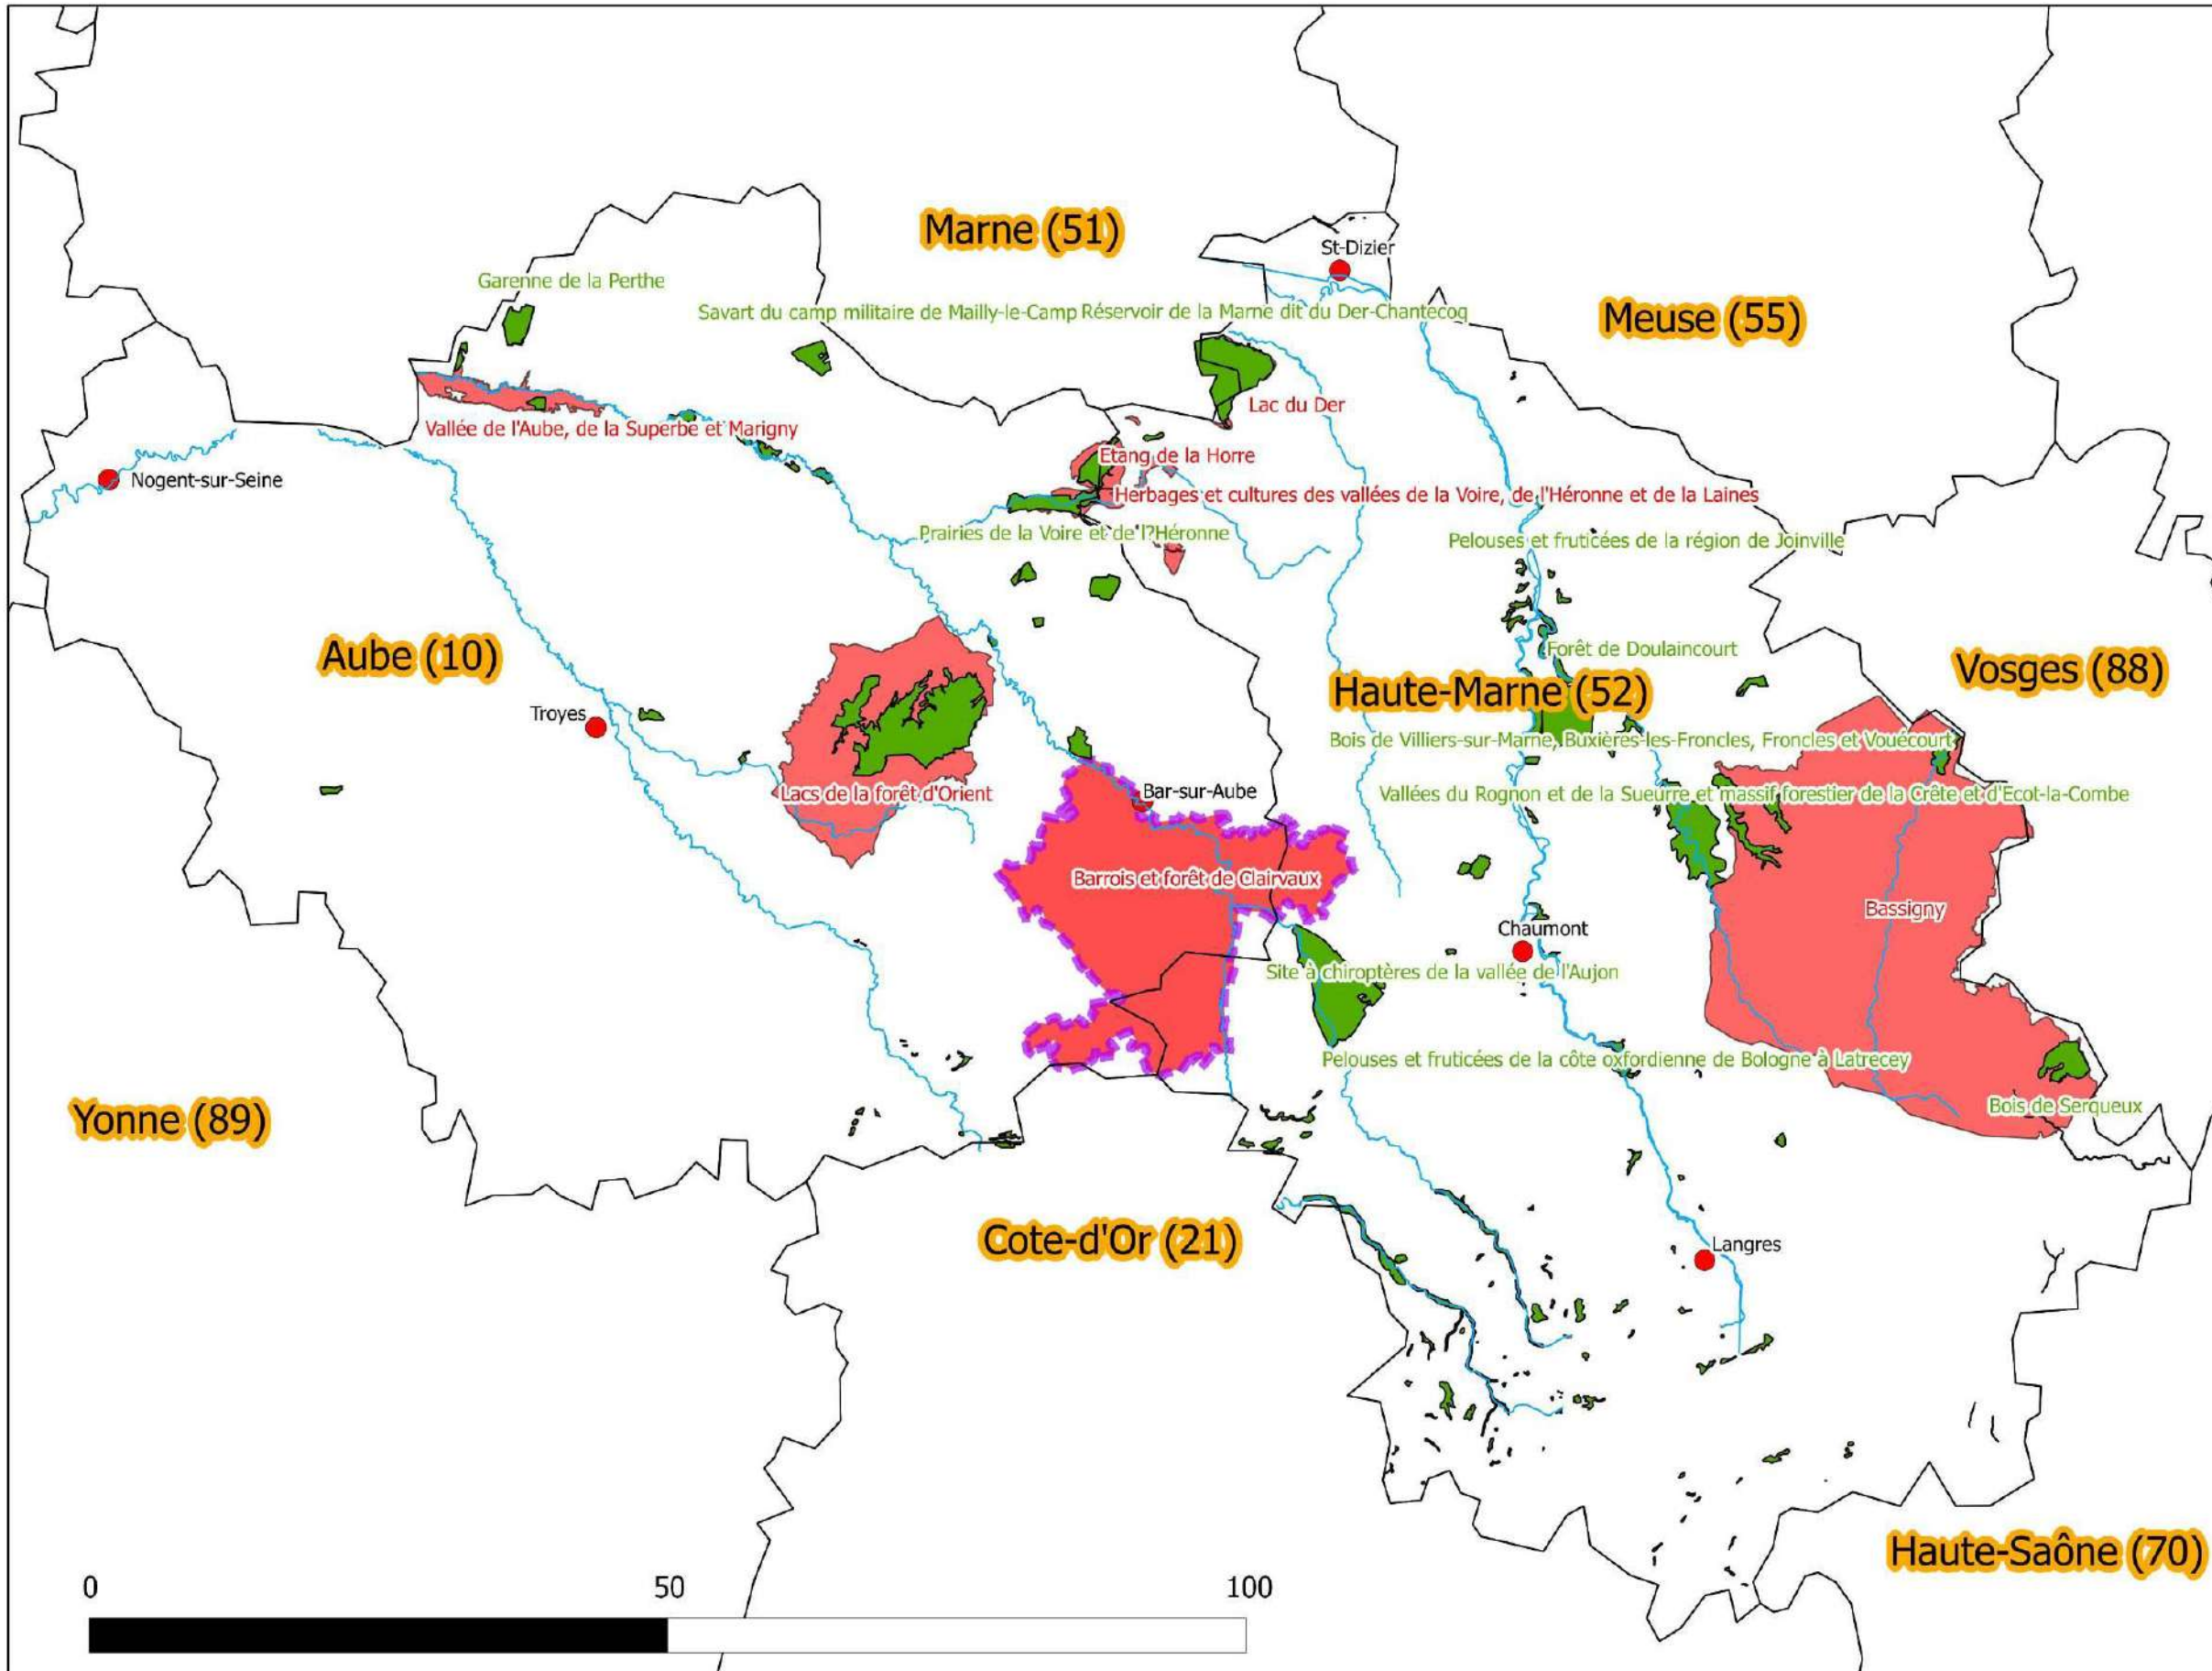 Marne (51)
St-Dizier
Garenne de la Perthe
Savart du camp militaire de Mailly-le-Camp
Réservoir de la Marne dit du Der-Chantecoq
Meuse (55)
Lac du Der
Vallée de l'Aube, de la Superbe et Marigny
Etang de la Horre
Nogent-sur-Seine
Herbages et cultures des vallées de la Voire, de l'Héronne et de la Laines
Prairies de la Voire et de l?Héronne
Pelouses et fruticées de la région de Joinville
Aube (10)
Forêt de Doulaincourt
Vosges (88)
Haute-Marne (52)
Troyes
Bois de Villiers-sur-Marne, Buxières-les-Froncles, Froncles et Vouécourt
Lacs de la forêt d'Orient
Bar-sur-Aube
Vallées du Rognon et de la Sueurre et massif forestier de la Crête et d'Ecot-la-Combe
Barrois et forêt de Clairvaux
Bassigny
Chaumont
Site à chiroptères de la vallée de l'Aujon
Pelouses et fruticées de la côte oxfordienne de Bologne à Latrecey
Bois de Serqueux
Yonne (89)
Cote-d'Or (21)
Langres
Haute-Saône (70)
0 50 100